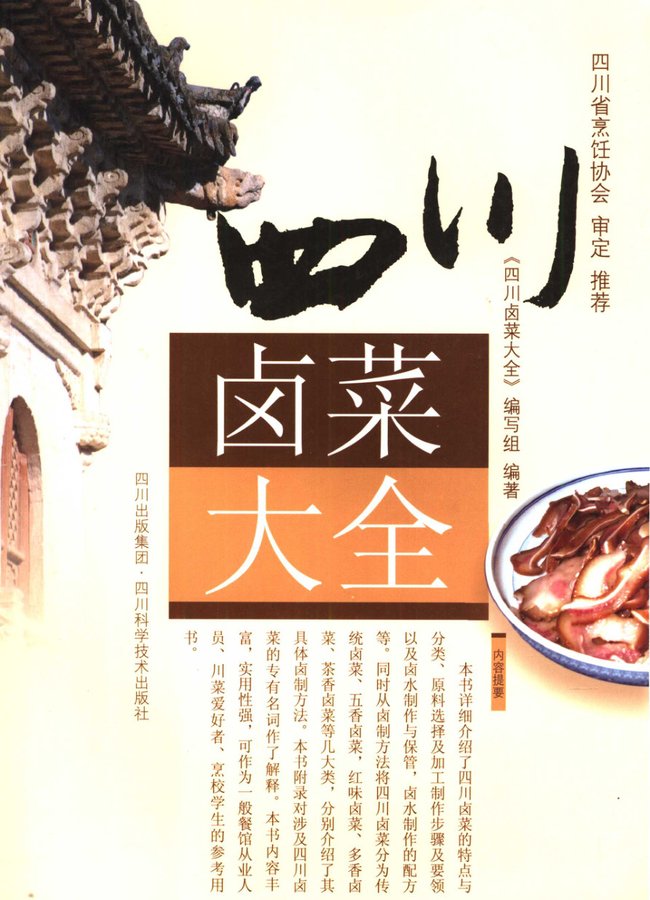 四川省烹饪协会 审定 推荐
四川
《四川卤菜大全》 编写组 编著
卤菜
大全
四川出版集团·四川科学技术出版社
内容提要
本书详细介绍了四川卤菜的特点与
分类、原料选择及加工制作步骤及要领
以及卤水制作与保管，卤水制作的配方
等。同时从卤制方法将四川卤菜分为传
统卤菜、五香卤菜，红味卤菜、多香卤
菜、茶香卤菜等几大类，分别介绍了其
具体卤制方法。本书附录对涉及四川卤
菜的专有名词作了解释。本书内容丰
富，实用性强，可作为一般餐馆从业人
员、川菜爱好者、烹校学生的参考用
书。